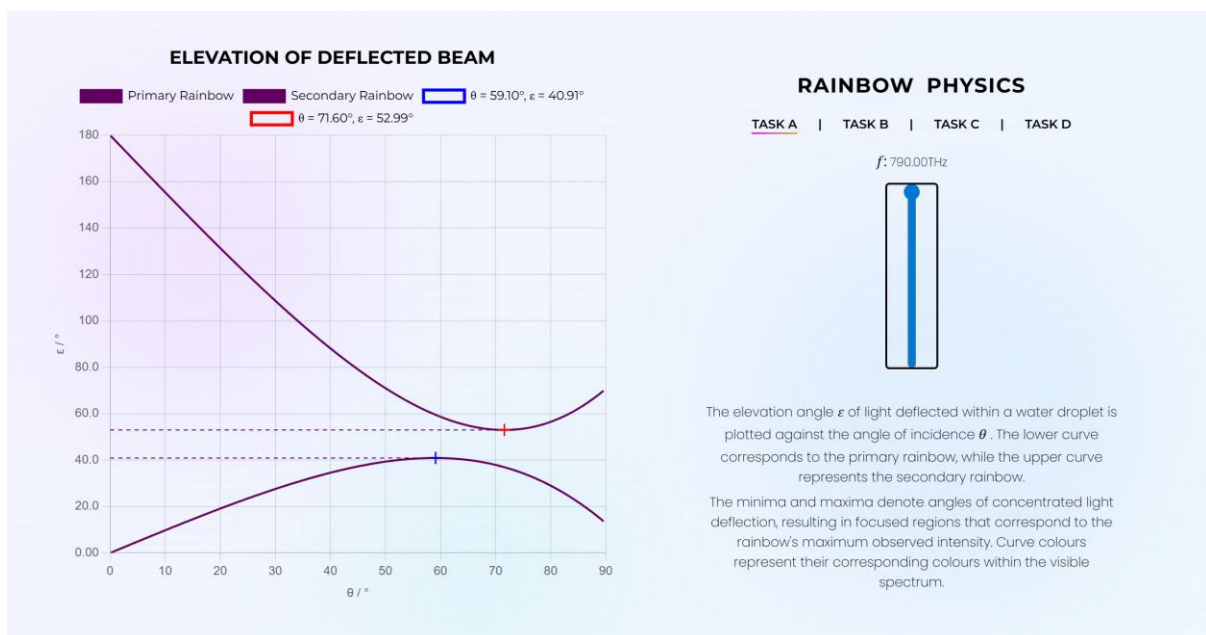 ELEVATION OF DEFLECTED BEAM
Primary Rainbow Secondary Rainbow θ = 59.10°, ε = 40.91°
θ = 71.60°, ε = 52.99°
180
160
140
120
100
80.0
60.0
40.0
20.0
0.00
ε / °
0 10 20 30 40 50 60 70 80 90
θ / °
RAINBOW PHYSICS
TASK A | TASK B | TASK C | TASK D
f: 790.00THz
The elevation angle ε of light deflected within a water droplet is
plotted against the angle of incidence θ . The lower curve
corresponds to the primary rainbow, while the upper curve
represents the secondary rainbow.
The minima and maxima denote angles of concentrated light
deflection, resulting in focused regions that correspond to the
rainbow's maximum observed intensity. Curve colours
represent their corresponding colours within the visible
spectrum.